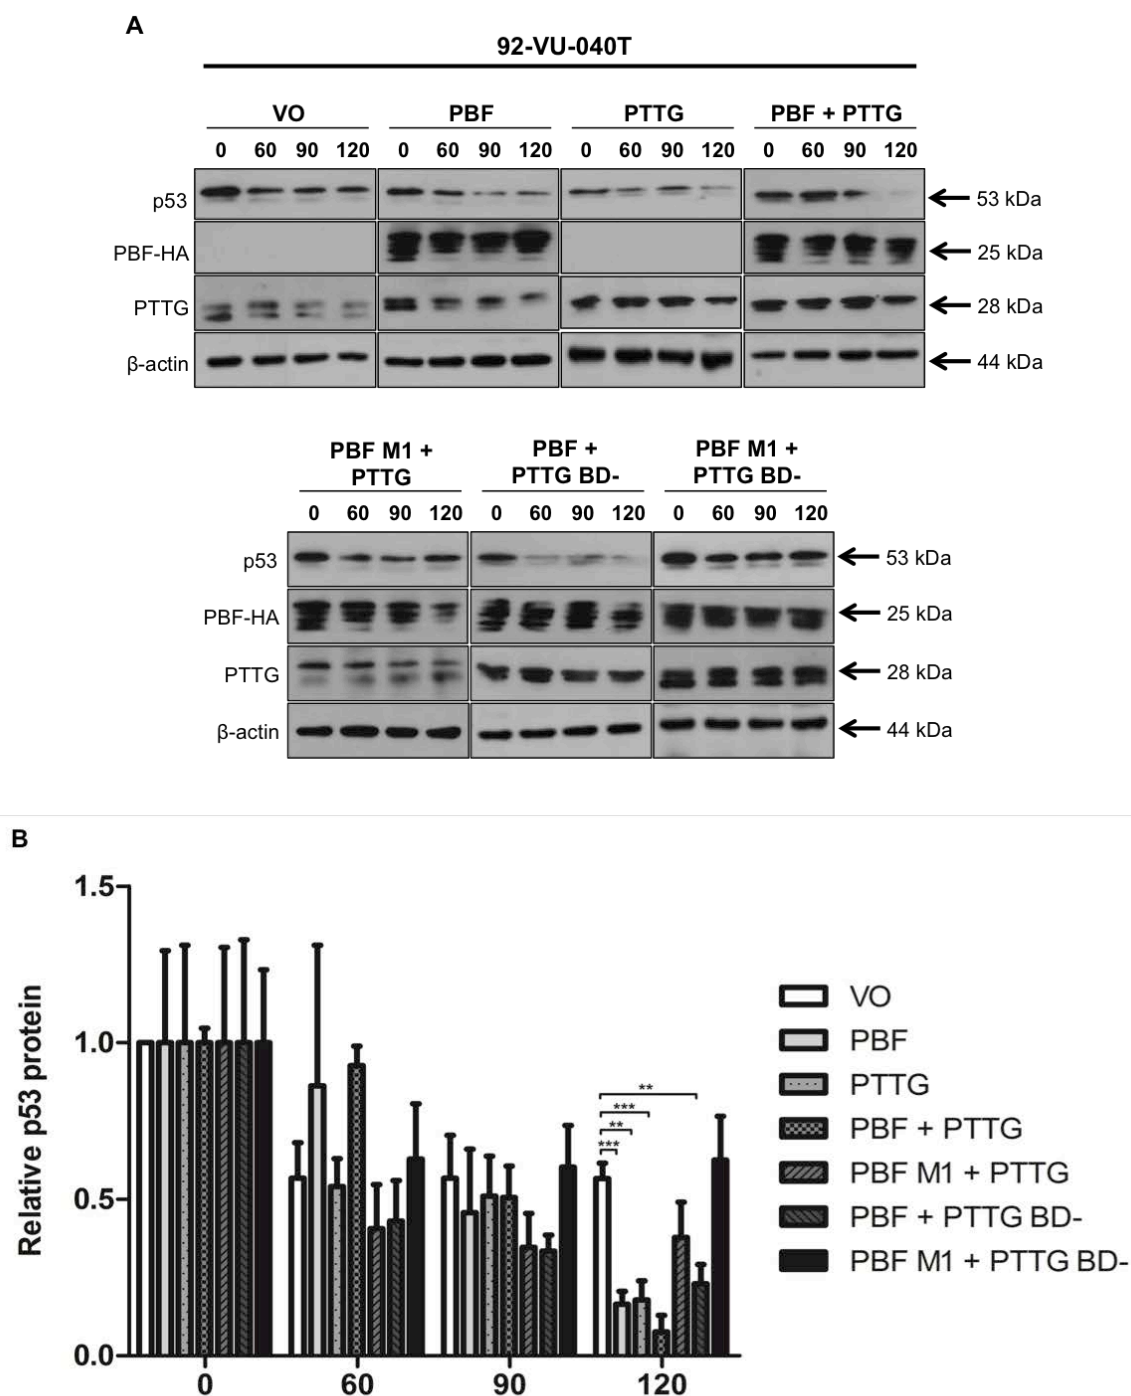 A
92-VU-040T
VO PBF PTTG PBF + PTTG
0 60 90 120 0 60 90 120 0 60 90 120 0 60 90 120
p53 53 kDa
PBF-HA 25 kDa
PTTG 28 kDa
β-actin 44 kDa
PBF M1 + PBF + PBF M1 +
PTTG PTTG BD- PTTG BD-
0 60 90 120 0 60 90 120 0 60 90 120
p53 53 kDa
PBF-HA 25 kDa
PTTG 28 kDa
β-actin 44 kDa
B
Relative p53 protein
1.5
1.0
0.5
0.0
**
***
**
***
0 60 90 120
VO
PBF
PTTG
PBF + PTTG
PBF M1 + PTTG
PBF + PTTG BD-
PBF M1 + PTTG BD-